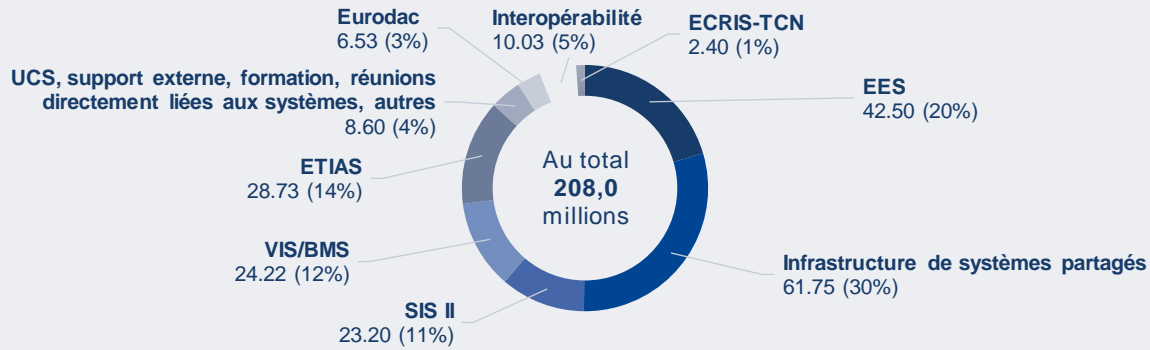 Eurodac
6.53 (3%)
Interopérabilité
10.03 (5%)
ECRIS-TCN
2.40 (1%)
UCS, support externe, formation, réunions
directement liées aux systèmes, autres
8.60 (4%)
EES
42.50 (20%)
ETIAS
28.73 (14%)
Au total
208,0
millions
VIS/BMS
24.22 (12%)
Infrastructure de systèmes partagés
61.75 (30%)
SIS II
23.20 (11%)